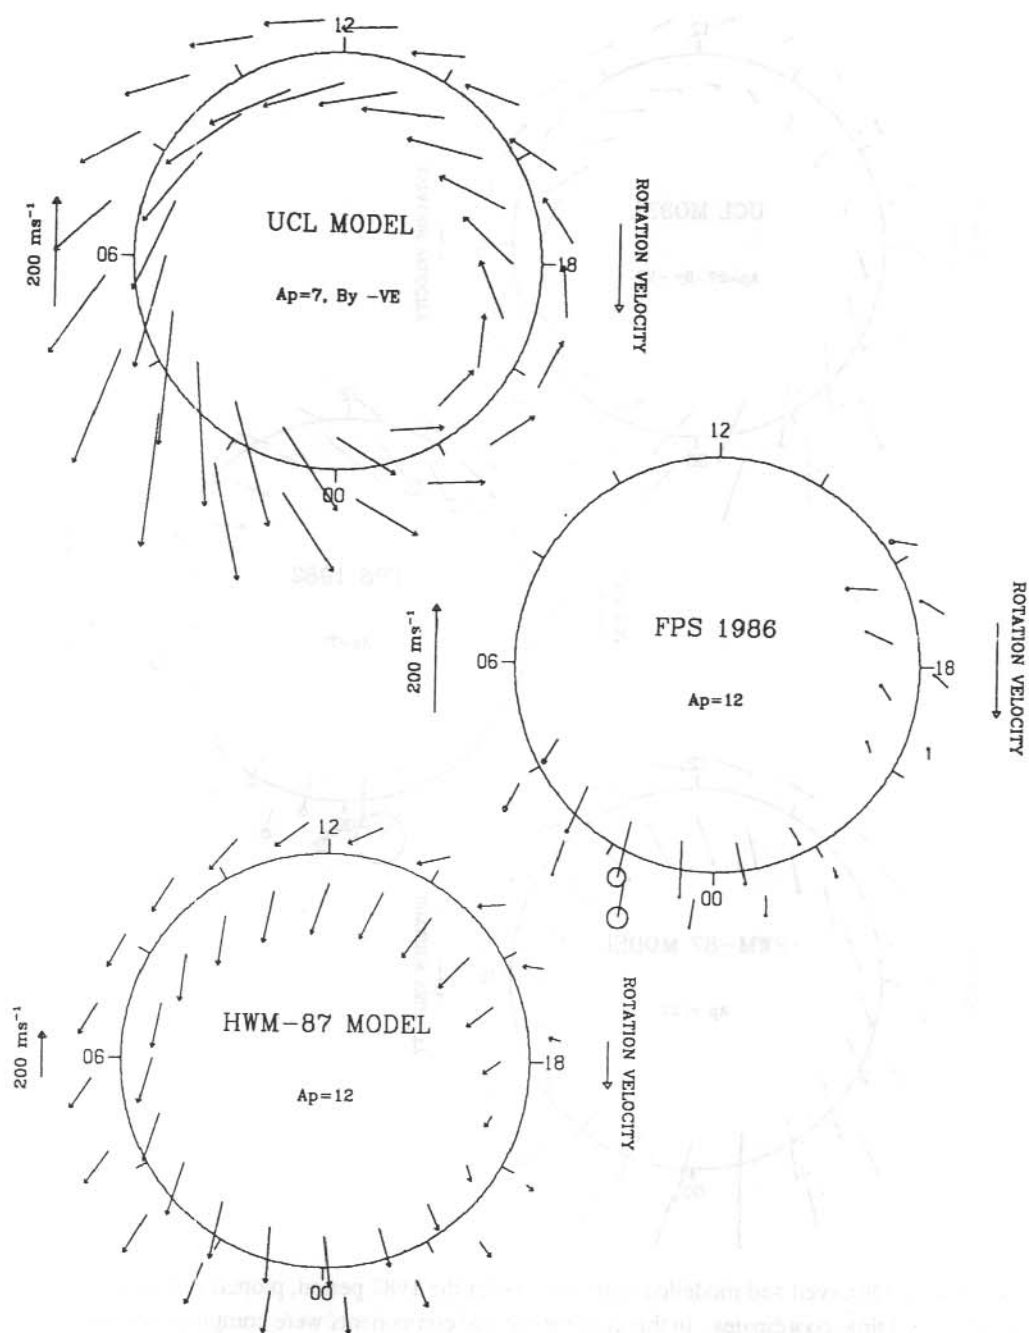 12
UCL MODEL
Ap=7, By -VE
06
18
00
200 ms⁻¹
ROTATION VELOCITY
12
FPS 1986
Ap=12
06
18
00
200 ms⁻¹
ROTATION VELOCITY
12
HWM-87 MODEL
Ap=12
06
18
00
200 ms⁻¹
ROTATION VELOCITY